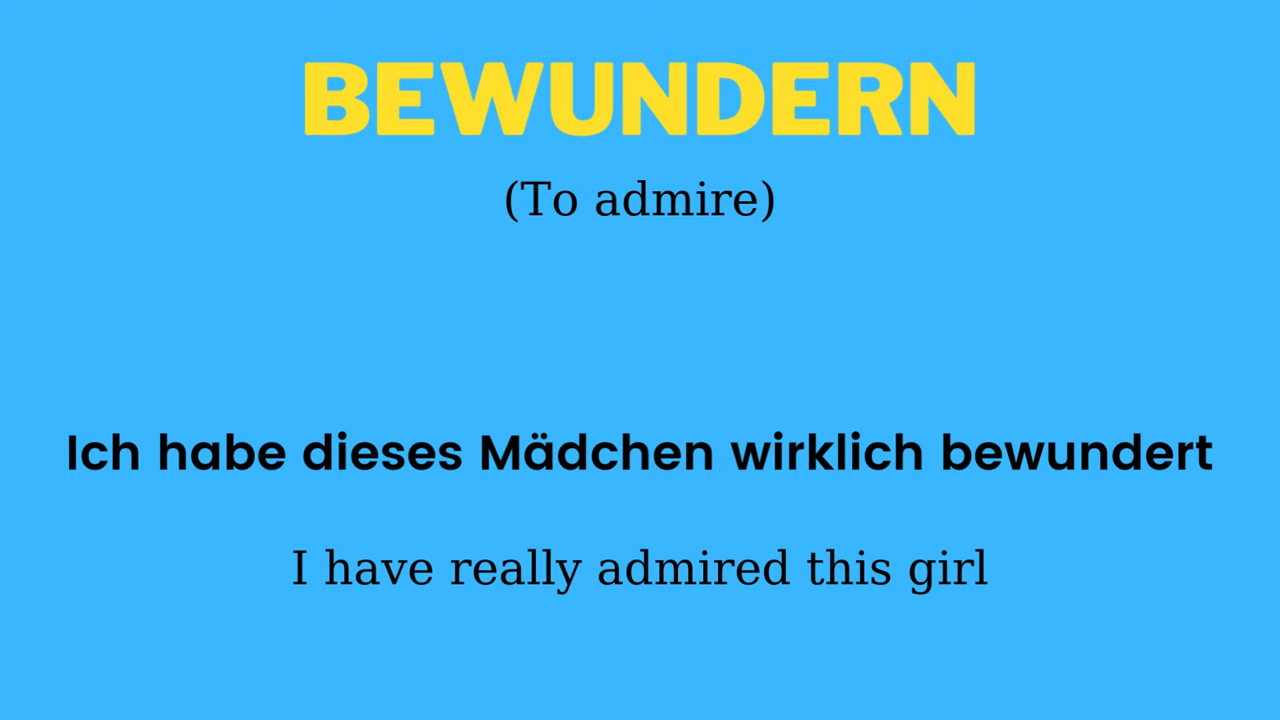 BEWUNDERN
(To admire)
Ich habe dieses Mädchen wirklich bewundert
I have really admired this girl